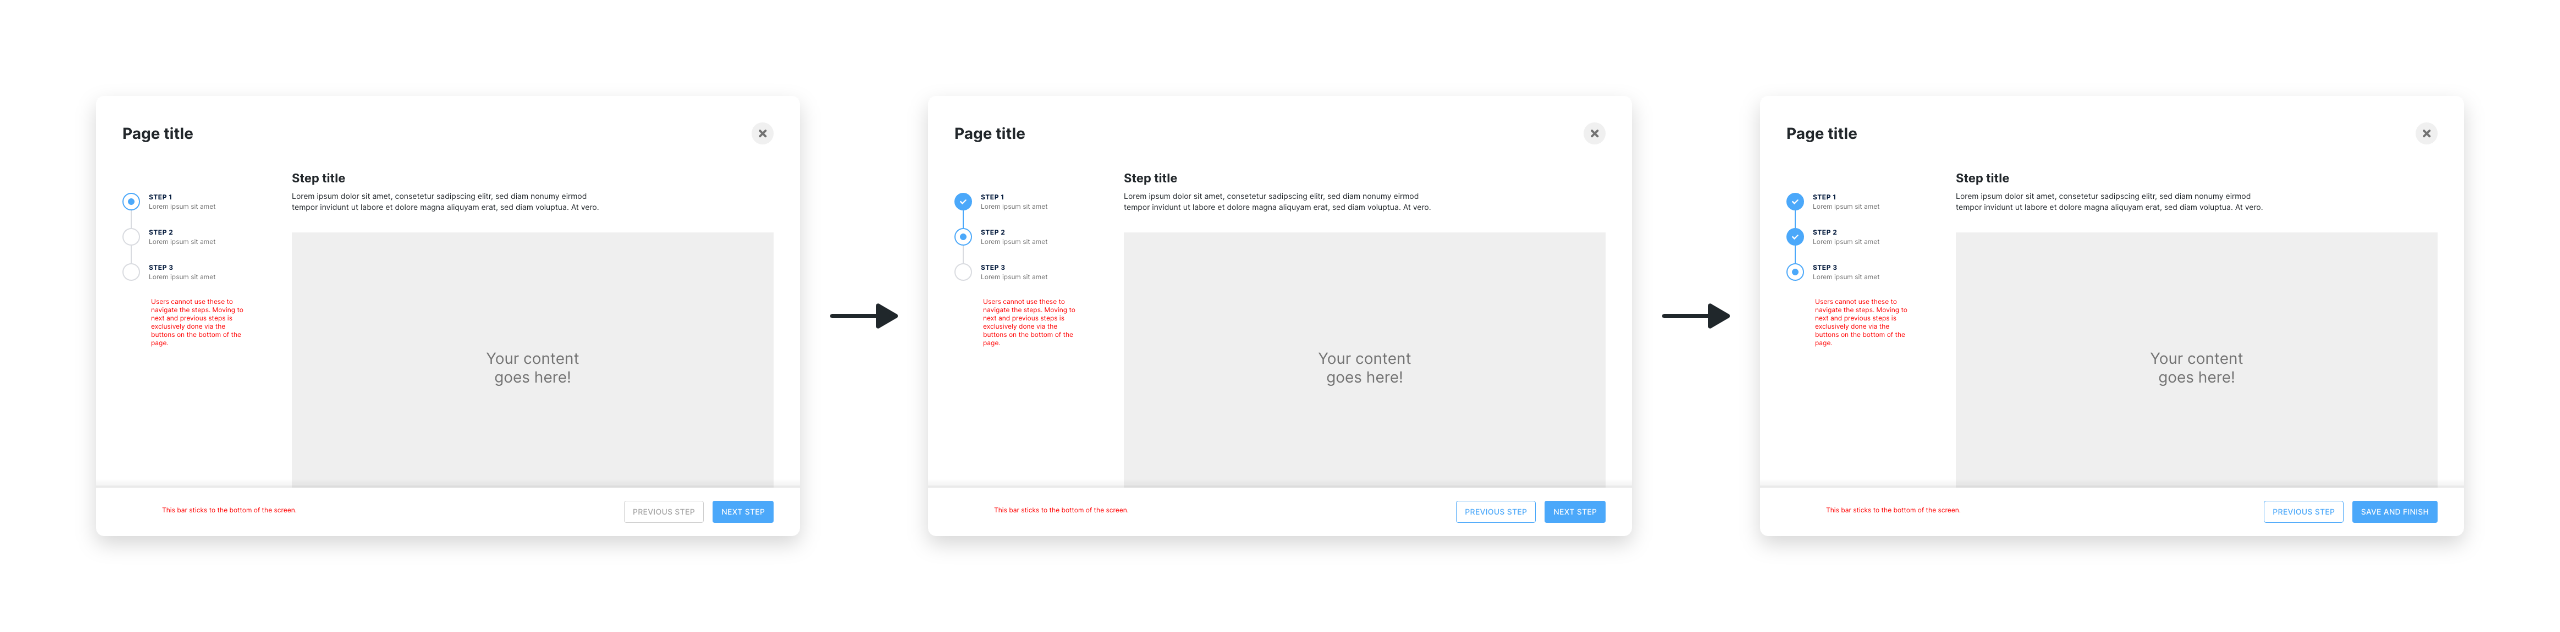 Page title
Step title
Lorem ipsum dolor sit amet, consetetur sadipscing elitr, sed diam nonumy eirmod
tempor invidunt ut labore et dolore magna aliquyam erat, sed diam voluptua. At vero.
STEP 1
Lorem ipsum sit amet
STEP 2
Lorem ipsum sit amet
STEP 3
Lorem ipsum sit amet
Users cannot use these to
navigate the steps. Moving to
next and previous steps is
exclusively done via the
buttons on the bottom of the
page.
Your content
goes here!
This bar sticks to the bottom of the screen.
PREVIOUS STEP
NEXT STEP
Page title
Step title
Lorem ipsum dolor sit amet, consetetur sadipscing elitr, sed diam nonumy eirmod
tempor invidunt ut labore et dolore magna aliquyam erat, sed diam voluptua. At vero.
STEP 1
Lorem ipsum sit amet
STEP 2
Lorem ipsum sit amet
STEP 3
Lorem ipsum sit amet
Users cannot use these to
navigate the steps. Moving to
next and previous steps is
exclusively done via the
buttons on the bottom of the
page.
Your content
goes here!
This bar sticks to the bottom of the screen.
PREVIOUS STEP
NEXT STEP
Page title
Step title
Lorem ipsum dolor sit amet, consetetur sadipscing elitr, sed diam nonumy eirmod
tempor invidunt ut labore et dolore magna aliquyam erat, sed diam voluptua. At vero.
STEP 1
Lorem ipsum sit amet
STEP 2
Lorem ipsum sit amet
STEP 3
Lorem ipsum sit amet
Users cannot use these to
navigate the steps. Moving to
next and previous steps is
exclusively done via the
buttons on the bottom of the
page.
Your content
goes here!
This bar sticks to the bottom of the screen.
PREVIOUS STEP
SAVE AND FINISH